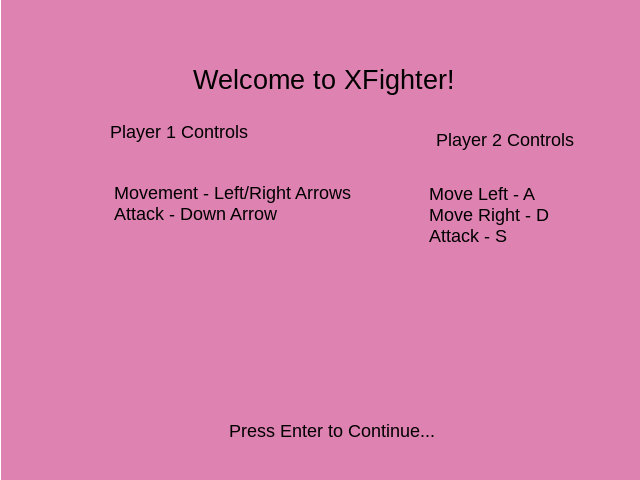 Welcome to XFighter!
Player 1 Controls
Movement - Left/Right Arrows
Attack - Down Arrow
Player 2 Controls
Move Left - A
Move Right - D
Attack - S
Press Enter to Continue...